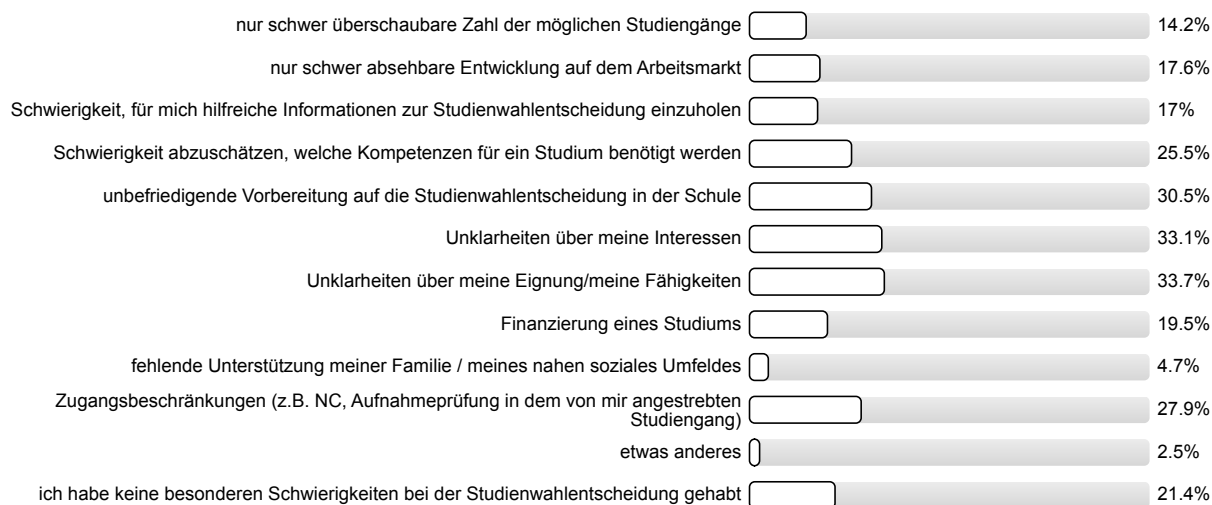 nur schwer überschaubare Zahl der möglichen Studiengänge 14.2%
nur schwer absehbare Entwicklung auf dem Arbeitsmarkt 17.6%
Schwierigkeit, für mich hilfreiche Informationen zur Studienwahlentscheidung einzuholen 17%
Schwierigkeit abzuschätzen, welche Kompetenzen für ein Studium benötigt werden 25.5%
unbefriedigende Vorbereitung auf die Studienwahlentscheidung in der Schule 30.5%
Unklarheiten über meine Interessen 33.1%
Unklarheiten über meine Eignung/meine Fähigkeiten 33.7%
Finanzierung eines Studiums 19.5%
fehlende Unterstützung meiner Familie / meines nahen soziales Umfeldes 4.7%
Zugangsbeschränkungen (z.B. NC, Aufnahmeprüfung in dem von mir angestrebten
Studiengang) 27.9%
etwas anderes 2.5%
ich habe keine besonderen Schwierigkeiten bei der Studienwahlentscheidung gehabt 21.4%